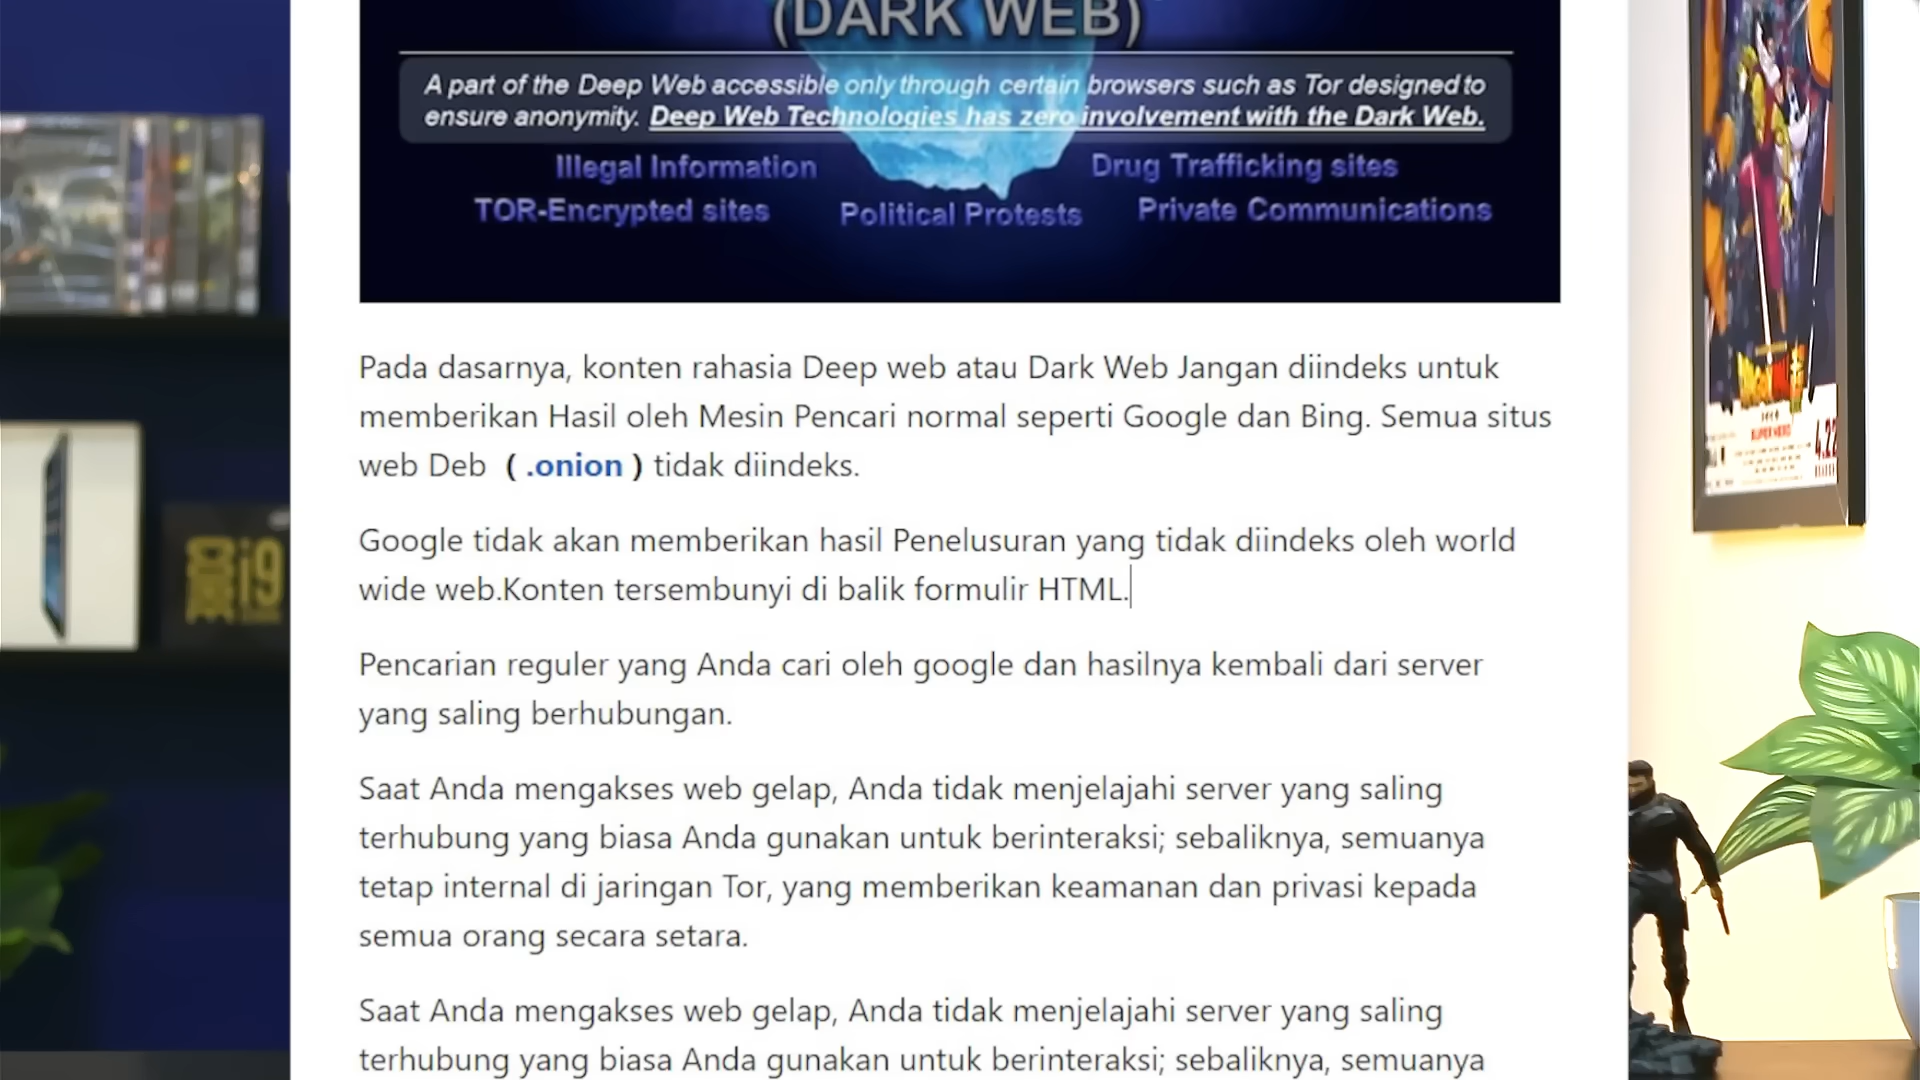 (DARK WEB)
A part of the Deep Web accessible only through certain browsers such as Tor designed to
ensure anonymity. Deep Web Technologies has zero involvement with the Dark Web.
Illegal Information
Drug Trafficking sites
TOR-Encrypted sites
Political Protests
Private Communications
Pada dasarnya, konten rahasia Deep web atau Dark Web Jangan diindeks untuk
memberikan Hasil oleh Mesin Pencari normal seperti Google dan Bing. Semua situs
web Deb ( .onion ) tidak diindeks.
Google tidak akan memberikan hasil Penelusuran yang tidak diindeks oleh world
wide web.Konten tersembunyi di balik formulir HTML.
Pencarian reguler yang Anda cari oleh google dan hasilnya kembali dari server
yang saling berhubungan.
Saat Anda mengakses web gelap, Anda tidak menjelajahi server yang saling
terhubung yang biasa Anda gunakan untuk berinteraksi; sebaliknya, semuanya
tetap internal di jaringan Tor, yang memberikan keamanan dan privasi kepada
semua orang secara setara.
Saat Anda mengakses web gelap, Anda tidak menjelajahi server yang saling
terhubung yang biasa Anda gunakan untuk berinteraksi; sebaliknya, semuanya
i9
4.22